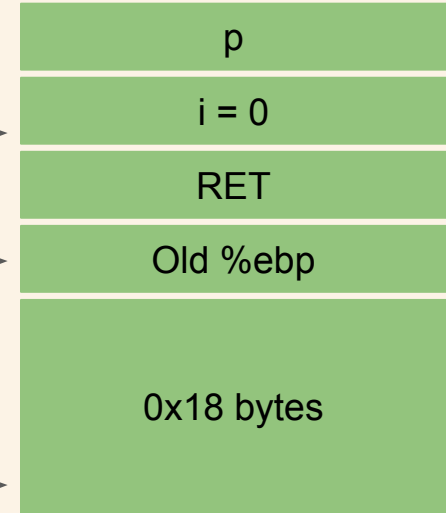 p
i = 0
RET
Old %ebp
0x18 bytes